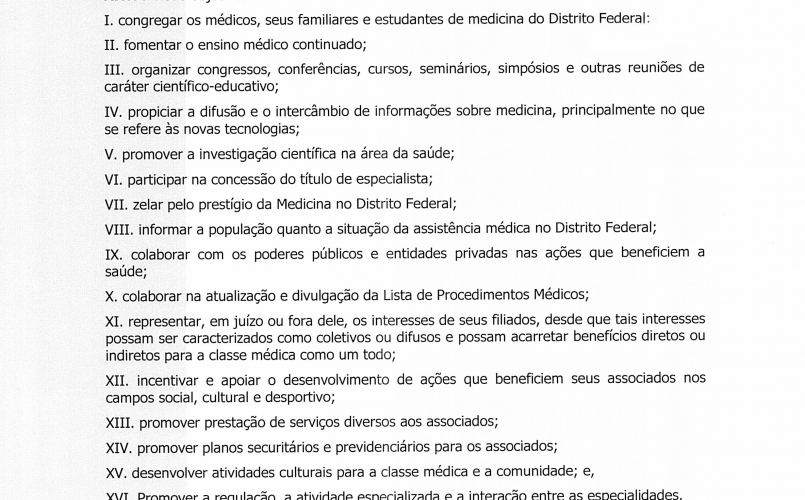 I. congregar os médicos, seus familiares e estudantes de medicina do Distrito Federal:
II. fomentar o ensino médico continuado;
III. organizar congressos, conferências, cursos, seminários, simpósios e outras reuniões de
caráter científico-educativo;
IV. propiciar a difusão e o intercâmbio de informações sobre medicina, principalmente no que
se refere às novas tecnologias;
V. promover a investigação científica na área da saúde;
VI. participar na concessão do título de especialista;
VII. zelar pelo prestígio da Medicina no Distrito Federal;
VIII. informar a população quanto a situação da assistência médica no Distrito Federal;
IX. colaborar com os poderes públicos e entidades privadas nas ações que beneficiem a
saúde;
X. colaborar na atualização e divulgação da Lista de Procedimentos Médicos;
XI. representar, em juízo ou fora dele, os interesses de seus filiados, desde que tais interesses
possam ser caracterizados como coletivos ou difusos e possam acarretar benefícios diretos ou
indiretos para a classe médica como um todo;
XII. incentivar e apoiar o desenvolvimento de ações que beneficiem seus associados nos
campos social, cultural e desportivo;
XIII. promover prestação de serviços diversos aos associados;
XIV. promover planos securitários e previdenciários para os associados;
XV. desenvolver atividades culturais para a classe médica e a comunidade; e,
XVI. Promover a regulação, a atividade especializada e a interação entre as especialidades.